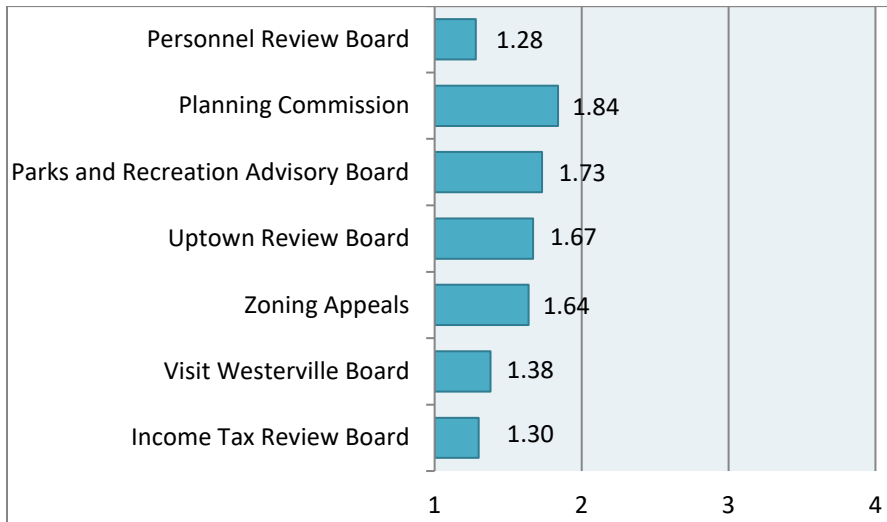 Personnel Review Board 1.28
Planning Commission 1.84
Parks and Recreation Advisory Board 1.73
Uptown Review Board 1.67
Zoning Appeals 1.64
Visit Westerville Board 1.38
Income Tax Review Board 1.30
1 2 3 4